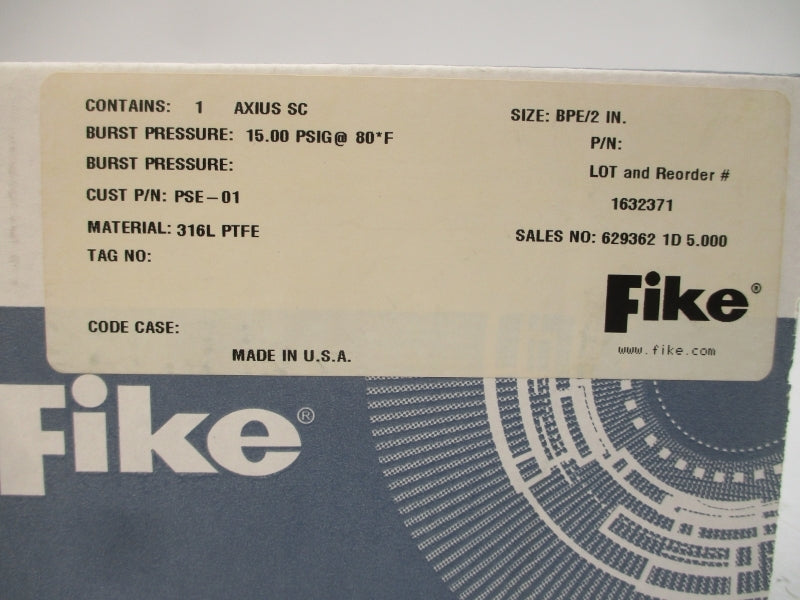 CONTAINS: 1 AXIUS SC
BURST PRESSURE: 15.00 PSIG@ 80*F
BURST PRESSURE:
CUST P/N: PSE-01
MATERIAL: 316L PTFE
TAG NO:
CODE CASE:
MADE IN U.S.A.
SIZE: BPE/2 IN.
P/N:
LOT and Reorder #
1632371
SALES NO: 629362 1D 5.000
Fike®
www.fike.com
Fike®